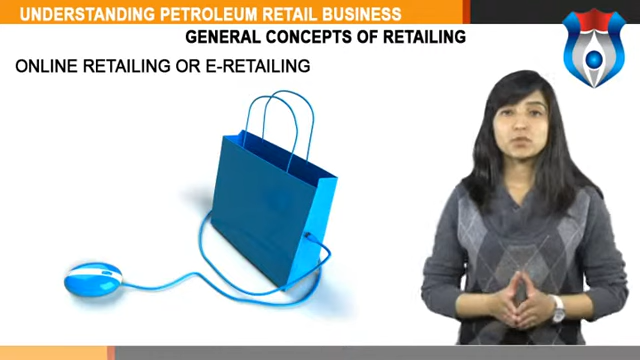 UNDERSTANDING PETROLEUM RETAIL BUSINESS
GENERAL CONCEPTS OF RETAILING
ONLINE RETAILING OR E-RETAILING